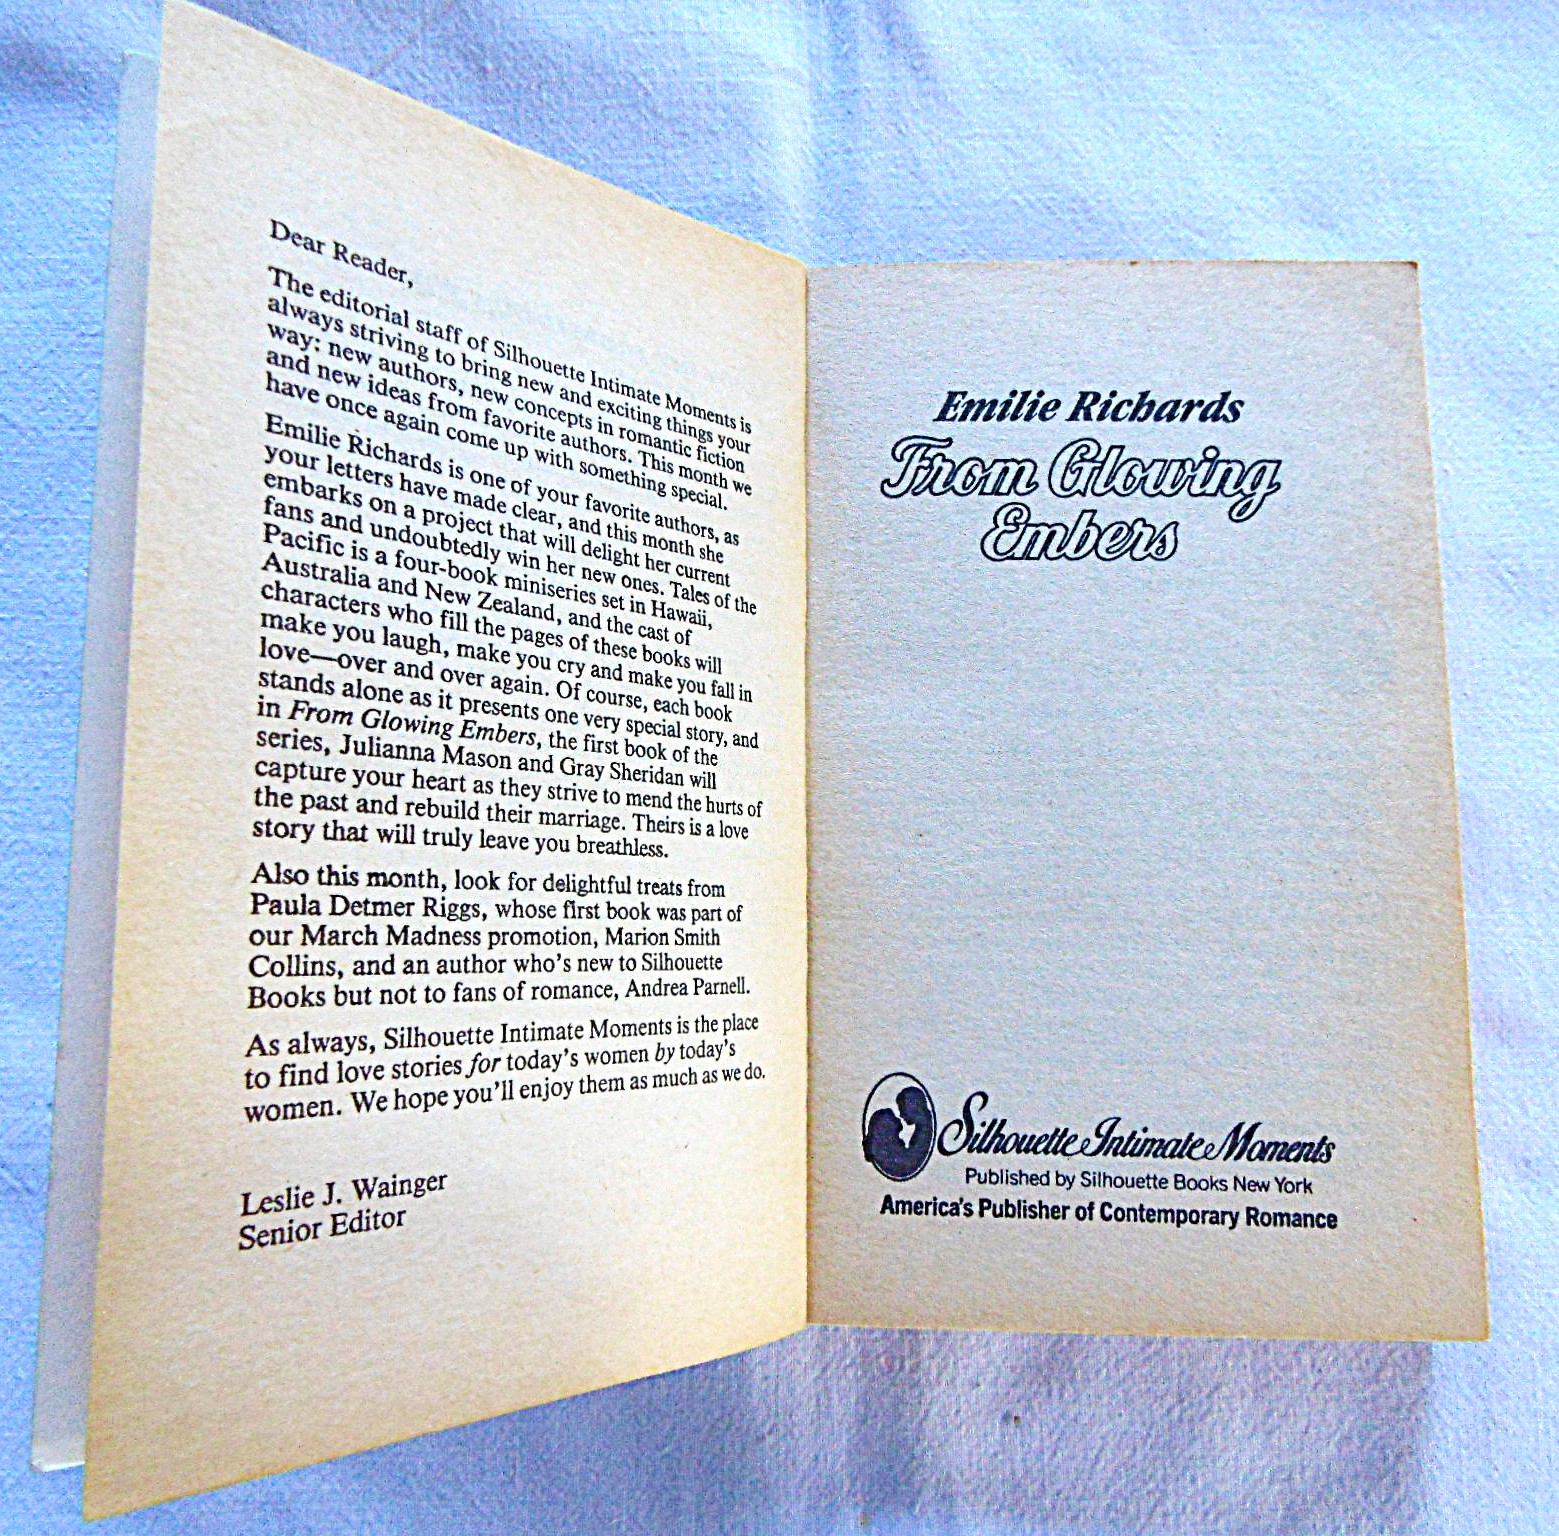 Dear Reader,
The editorial staff of Silhouette Intimate Moments is
always striving to bring new and exciting things your
way: new authors, new concepts in romantic fiction
and new ideas from favorite authors. This month we
have once again come up with something special.
Emilie Richards is one of your favorite authors, as
your letters have made clear, and this month she
embarks on a project that will delight her current
fans and undoubtedly win her new ones. Tales of the
Pacific is a four-book miniseries set in Hawaii,
Australia and New Zealand, and the cast of
characters who fill the pages of these books will
make you laugh, make you cry and make you fall in
love—over and over again. Of course, each book
stands alone as it presents one very special story, and
in From Glowing Embers, the first book of the
series, Julianna Mason and Gray Sheridan will
capture your heart as they strive to mend the hurts of
the past and rebuild their marriage. Theirs is a love
story that will truly leave you breathless.
Also this month, look for delightful treats from
Paula Detmer Riggs, whose first book was part of
our March Madness promotion, Marion Smith
Collins, and an author who's new to Silhouette
Books but not to fans of romance, Andrea Parnell.
As always, Silhouette Intimate Moments is the place
to find love stories for today's women by today's
women. We hope you'll enjoy them as much as we do.
Leslie J. Wainger
Senior Editor
Emilie Richards
From Glowing
Embers
Silhouette Intimate Moments
Published by Silhouette Books New York
America's Publisher of Contemporary Romance